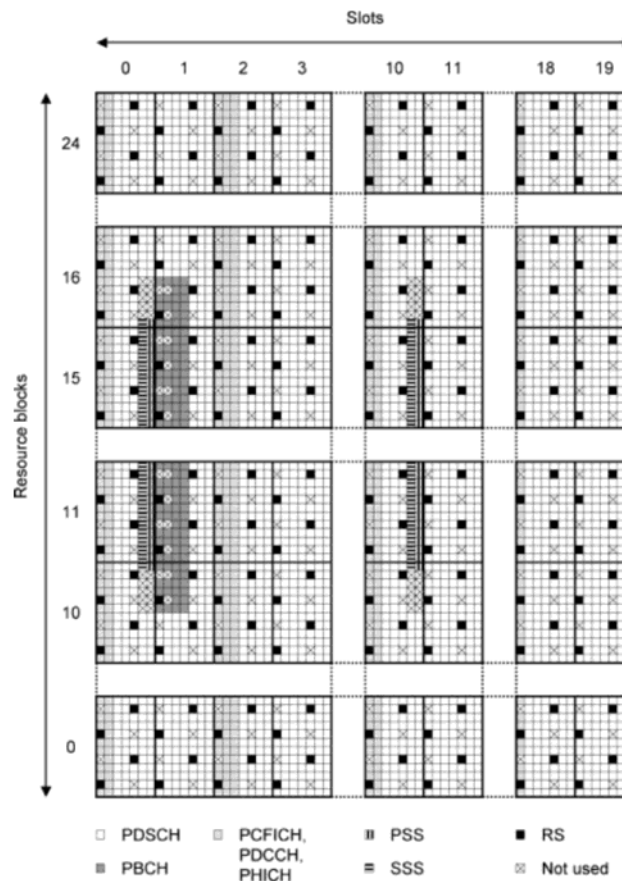 Slots
0 1 2 3 10 11 18 19
24
16
15
11
10
0
Resource blocks
PDSCH PCFICH, PDCCH, PHICH PSS RS
PBCH SSS Not used